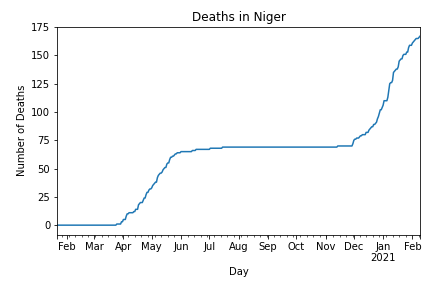 Deaths in Niger
175
150
125
100
75
50
25
0
Number of Deaths
Feb Mar Apr May Jun Jul Aug Sep Oct Nov Dec Jan Feb
2021
Day